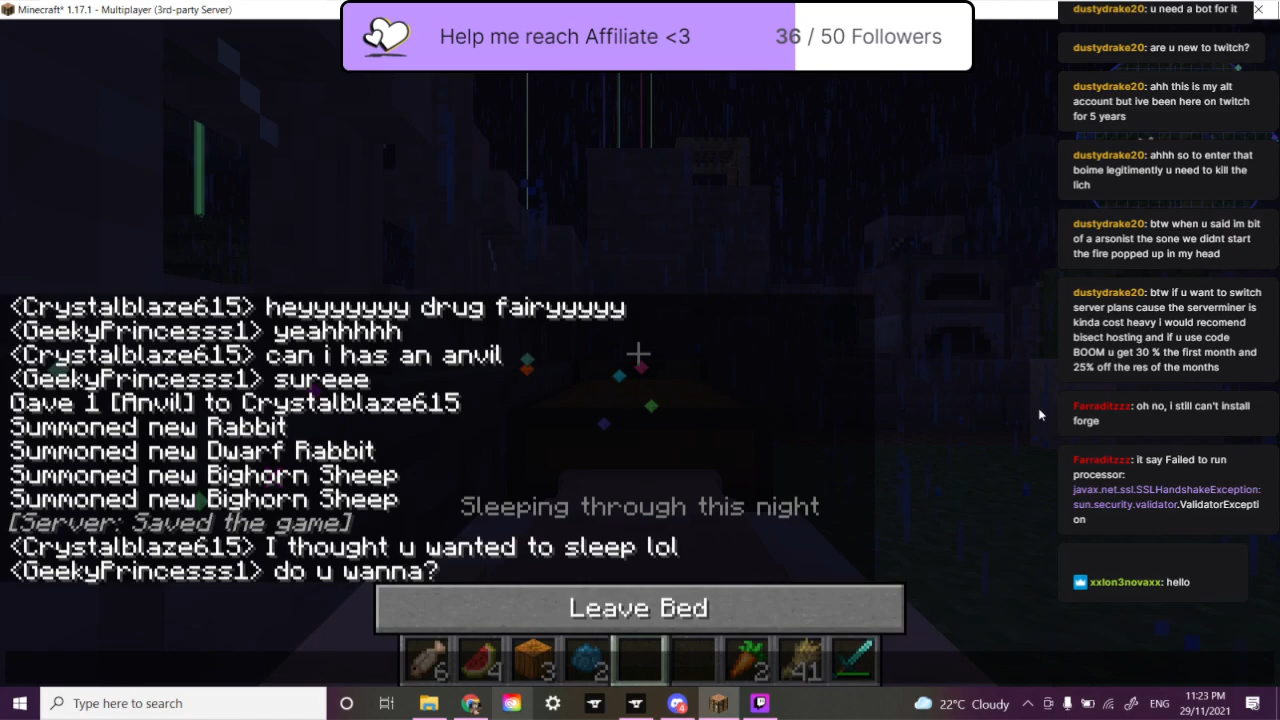 Minecraft* 1.17.1 - Multiplayer (3rd-party Server)
Help me reach Affiliate <3
36 / 50 Followers
dustydrake20: u need a bot for it
dustydrake20: are u new to twitch?
dustydrake20: ahh this is my alt
account but ive been here on twitch
for 5 years
dustydrake20: ahhh so to enter that
boime legitimently u need to kill the
lich
dustydrake20: btw when u said im bit
of a arsonist the sone we didnt start
the fire popped up in my head
dustydrake20: btw if u want to switch
server plans cause the serverminer is
kinda cost heavy i would recomend
bisect hosting and if u use code
BOOM u get 30 % the first month and
25% off the res of the months
Farraditzzz: oh no, i still can't install
forge
Farraditzzz: it say Failed to run
processor:
javax.net.ssl.SSLHandshakeException:
sun.security.validator.ValidatorExcepti
on
xxlon3novaxx: hello
<Crystalblaze615> heyyyyyyy drug fairyyyyy
<GeekyPrincesss1> yeahhhhh
<Crystalblaze615> can i has an anvil
<GeekyPrincesss1> sureee
Gave 1 [Anvil] to Crystalblaze615
Summoned new Rabbit
Summoned new Dwarf Rabbit
Summoned new Bighorn Sheep
Summoned new Bighorn Sheep
[Server: Saved the game]
<Crystalblaze615> I thought u wanted to sleep lol
<GeekyPrincesss1> do u wanna?
Sleeping through this night
Leave Bed
6
4
3
2
2
41
Type here to search
22°C Cloudy
ENG
11:23 PM
29/11/2021